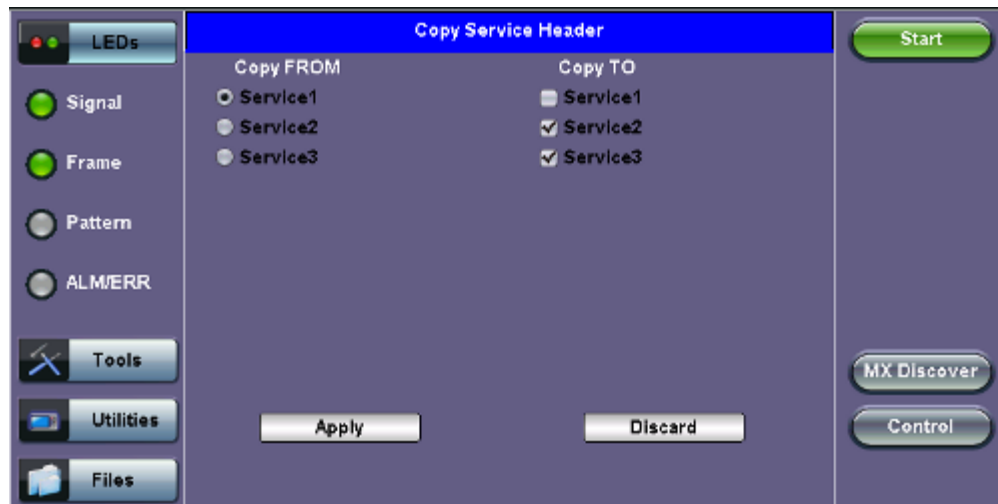 LEDs
Signal
Frame
Pattern
ALM/ERR
Tools
Utilities
Files
Copy Service Header
Copy FROM
Service1
Service2
Service3
Copy TO
Service1
Service2
Service3
Apply
Discard
Start
MX Discover
Control